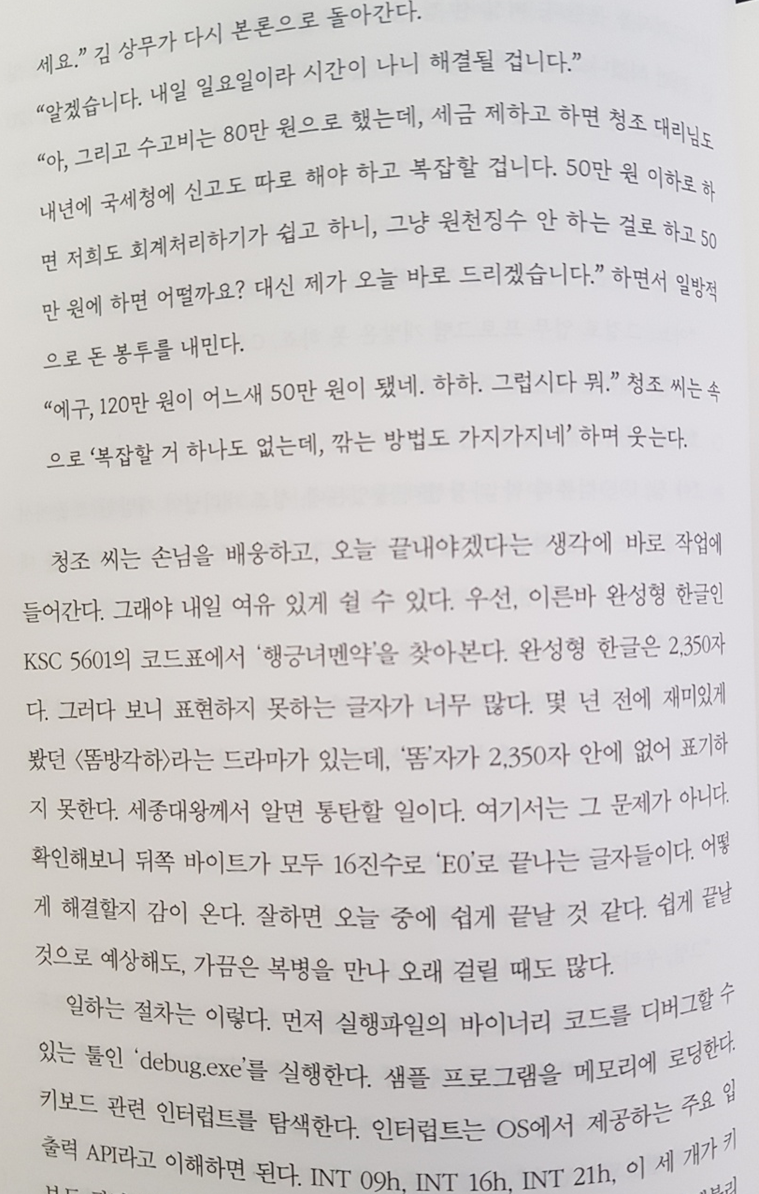 세요.” 김 상무가 다시 본론으로 돌아간다.
“알겠습니다. 내일 일요일이라 시간이 나니 해결될 겁니다.”
“아, 그리고 수고비는 80만 원으로 했는데, 세금 제하고 하면 청조 대리님도
내년에 국세청에 신고도 따로 해야 하고 복잡할 겁니다. 50만 원 이하로 하
면 저희도 회계처리하기가 쉽고 하니, 그냥 원천징수 안 하는 걸로 하고 50
만 원에 하면 어떨까요? 대신 제가 오늘 바로 드리겠습니다.” 하면서 일방적
으로 돈 봉투를 내민다.
“에구, 120만 원이 어느새 50만 원이 됐네. 하하. 그럽시다 뭐.” 청조 씨는 속
으로 ‘복잡할 거 하나도 없는데, 깎는 방법도 가지가지네’ 하며 웃는다.
청조 씨는 손님을 배웅하고, 오늘 끝내야겠다는 생각에 바로 작업에
들어간다. 그래야 내일 여유 있게 쉴 수 있다. 우선, 이른바 완성형 한글인
KSC 5601의 코드표에서 ‘행긍녀멘약’을 찾아본다. 완성형 한글은 2,350자
다. 그러다 보니 표현하지 못하는 글자가 너무 많다. 몇 년 전에 재미있게
봤던 〈똠방각하〉라는 드라마가 있는데, ‘똠’자가 2,350자 안에 없어 표기하
지 못한다. 세종대왕께서 알면 통탄할 일이다. 여기서는 그 문제가 아니다.
확인해보니 뒤쪽 바이트가 모두 16진수로 ‘E0’로 끝나는 글자들이다. 어떻
게 해결할지 감이 온다. 잘하면 오늘 중에 쉽게 끝날 것 같다. 쉽게 끝날
것으로 예상해도, 가끔은 복병을 만나 오래 걸릴 때도 많다.
일하는 절차는 이렇다. 먼저 실행파일의 바이너리 코드를 디버그할 수
있는 툴인 ‘debug.exe’를 실행한다. 샘플 프로그램을 메모리에 로딩한다.
키보드 관련 인터럽트를 탐색한다. 인터럽트는 OS에서 제공하는 주요 입
출력 API라고 이해하면 된다. INT 09h, INT 16h, INT 21h, 이 세 개가 키